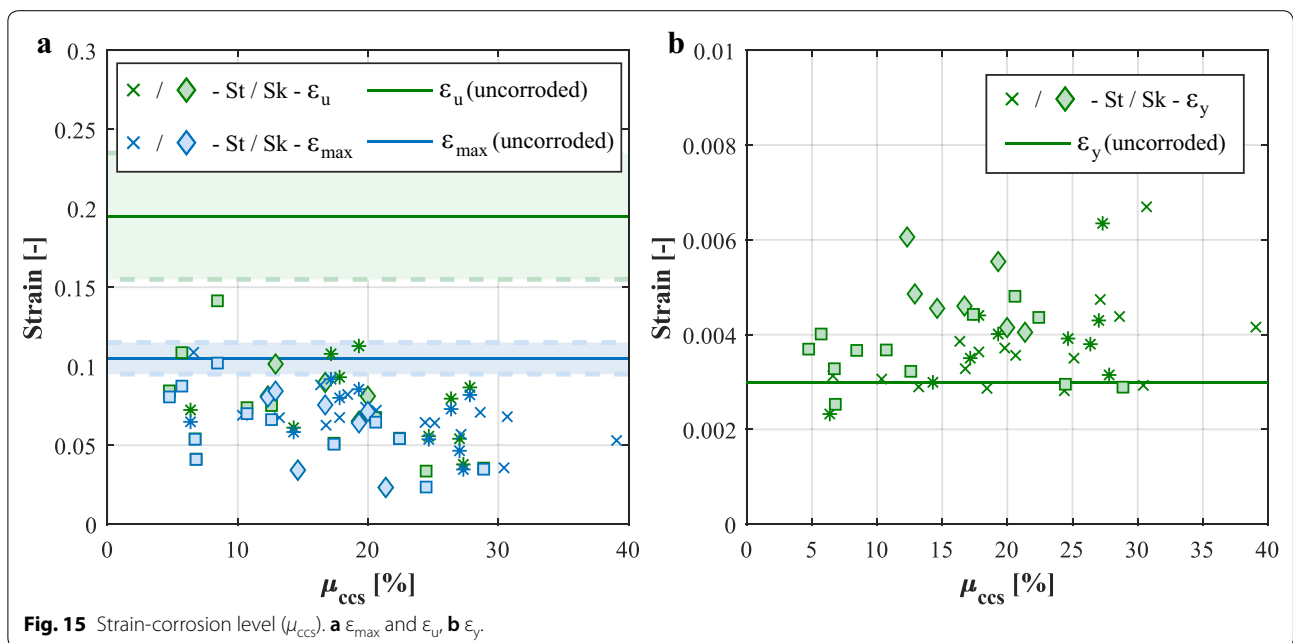 a
0.3
0.25
0.2
0.15
0.1
0.05
0
Strain [-]
× / ◇ - St / Sk - εu
εu (uncorroded)
× / ◇ - St / Sk - εmax
εmax (uncorroded)
0 10 20 30 40
μccs [%]
b
0.01
0.008
0.006
0.004
0.002
0
Strain [-]
× / ◇ - St / Sk - εy
εy (uncorroded)
0 5 10 15 20 25 30 35 40
μccs [%]
Fig. 15 Strain-corrosion level (μccs). a εmax and εu, b εy.